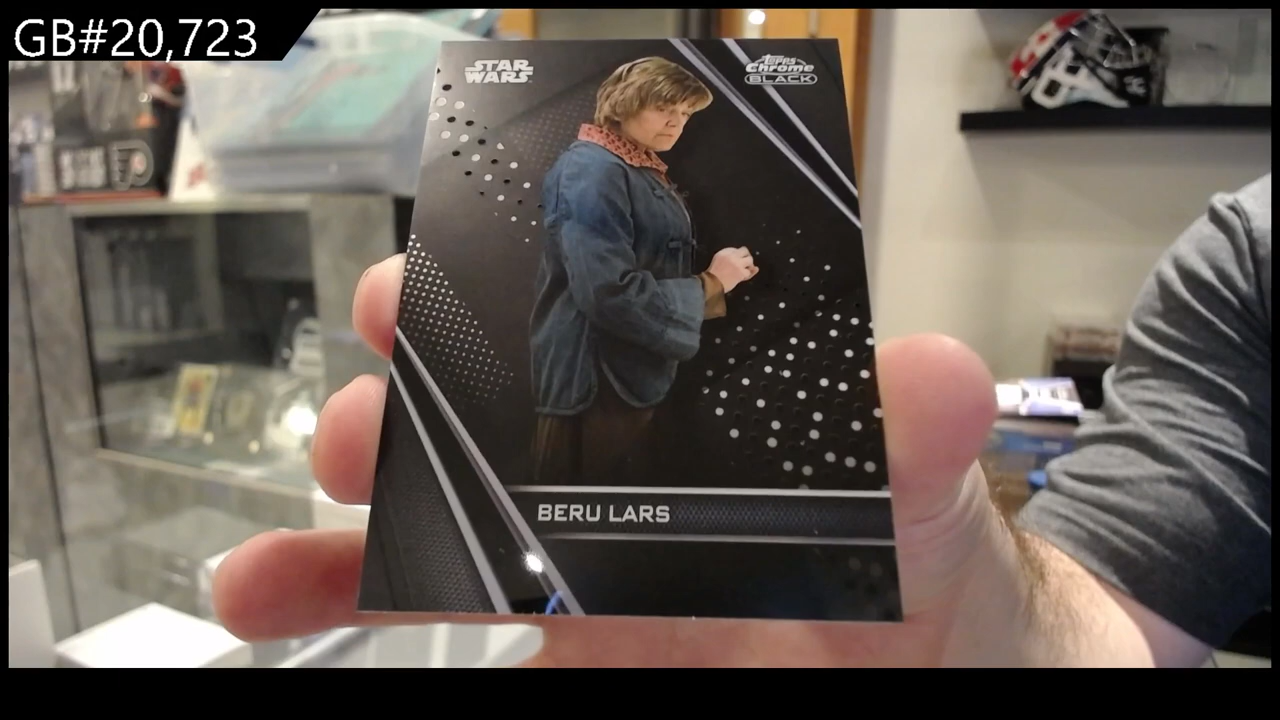 GB#20,723
STAR
WARS
Topps
Chrome
BLACK
BERU LARS